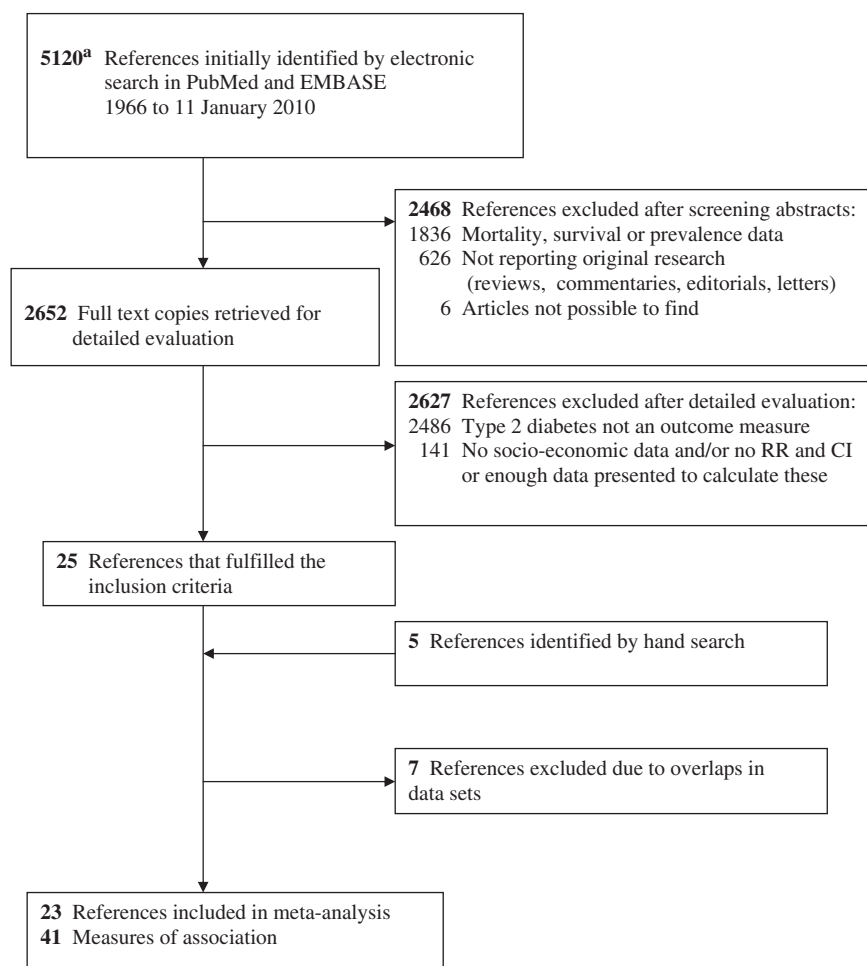 5120a References initially identified by electronic
search in PubMed and EMBASE
1966 to 11 January 2010
2468 References excluded after screening abstracts:
1836 Mortality, survival or prevalence data
626 Not reporting original research
(reviews, commentaries, editorials, letters)
6 Articles not possible to find
2652 Full text copies retrieved for
detailed evaluation
2627 References excluded after detailed evaluation:
2486 Type 2 diabetes not an outcome measure
141 No socio-economic data and/or no RR and CI
or enough data presented to calculate these
25 References that fulfilled the
inclusion criteria
5 References identified by hand search
7 References excluded due to overlaps in
data sets
23 References included in meta-analysis
41 Measures of association